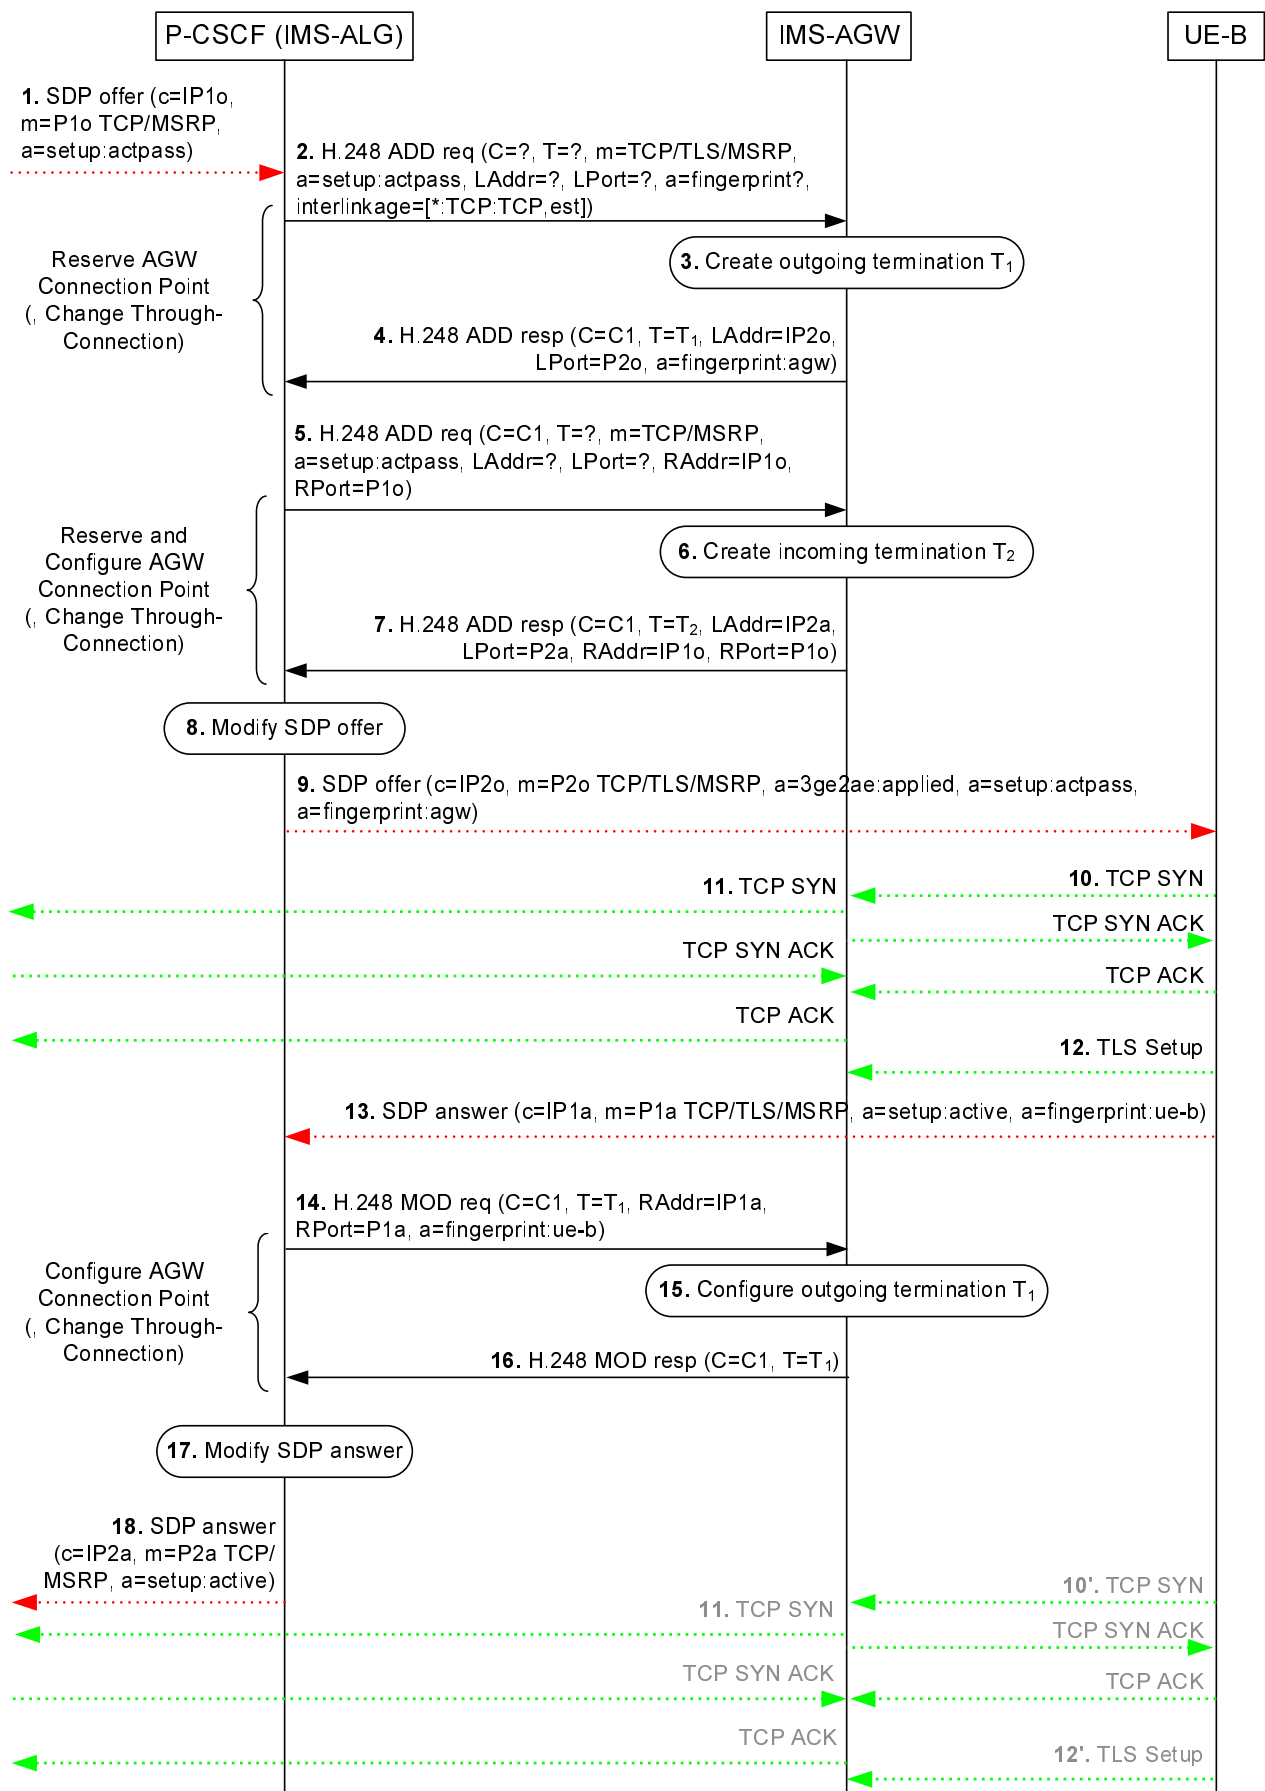 P-CSCF (IMS-ALG)
IMS-AGW
UE-B
1. SDP offer (c=IP1o,
m=P1o TCP/MSRP,
a=setup:actpass)
2. H.248 ADD req (C=?, T=?, m=TCP/TLS/MSRP,
a=setup:actpass, LAddr=?, LPort=?, a=fingerprint?,
interlinkage=[*:TCP:TCP,est])
Reserve AGW
Connection Point
(, Change Through-
Connection)
3. Create outgoing termination T1
4. H.248 ADD resp (C=C1, T=T1, LAddr=IP2o,
LPort=P2o, a=fingerprint:agw)
5. H.248 ADD req (C=C1, T=?, m=TCP/MSRP,
a=setup:actpass, LAddr=?, LPort=?, RAddr=IP1o,
RPort=P1o)
Reserve and
Configure AGW
Connection Point
(, Change Through-
Connection)
6. Create incoming termination T2
7. H.248 ADD resp (C=C1, T=T2, LAddr=IP2a,
LPort=P2a, RAddr=IP1o, RPort=P1o)
8. Modify SDP offer
9. SDP offer (c=IP2o, m=P2o TCP/TLS/MSRP, a=3ge2ae:applied, a=setup:actpass,
a=fingerprint:agw)
10. TCP SYN
11. TCP SYN
TCP SYN ACK
TCP SYN ACK
TCP ACK
TCP ACK
12. TLS Setup
13. SDP answer (c=IP1a, m=P1a TCP/TLS/MSRP, a=setup:active, a=fingerprint:ue-b)
14. H.248 MOD req (C=C1, T=T1, RAddr=IP1a,
RPort=P1a, a=fingerprint:ue-b)
Configure AGW
Connection Point
(, Change Through-
Connection)
15. Configure outgoing termination T1
16. H.248 MOD resp (C=C1, T=T1)
17. Modify SDP answer
18. SDP answer
(c=IP2a, m=P2a TCP/
MSRP, a=setup:active)
10'. TCP SYN
11. TCP SYN
TCP SYN ACK
TCP SYN ACK
TCP ACK
TCP ACK
12'. TLS Setup